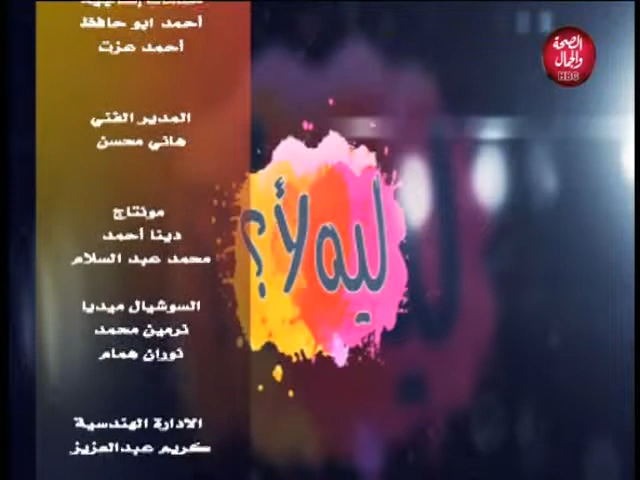 أحمد ابو حافظ
أحمد عزت
المدير الفني
هاني محسن
مونتاج
دينا أحمد
محمد عبد السلام
السوشيال ميديا
نرمين محمد
نوران همام
الادارة الهندسية
كريم عبدالعزيز
ليه لأ؟
الصحة
والجمال
HBC